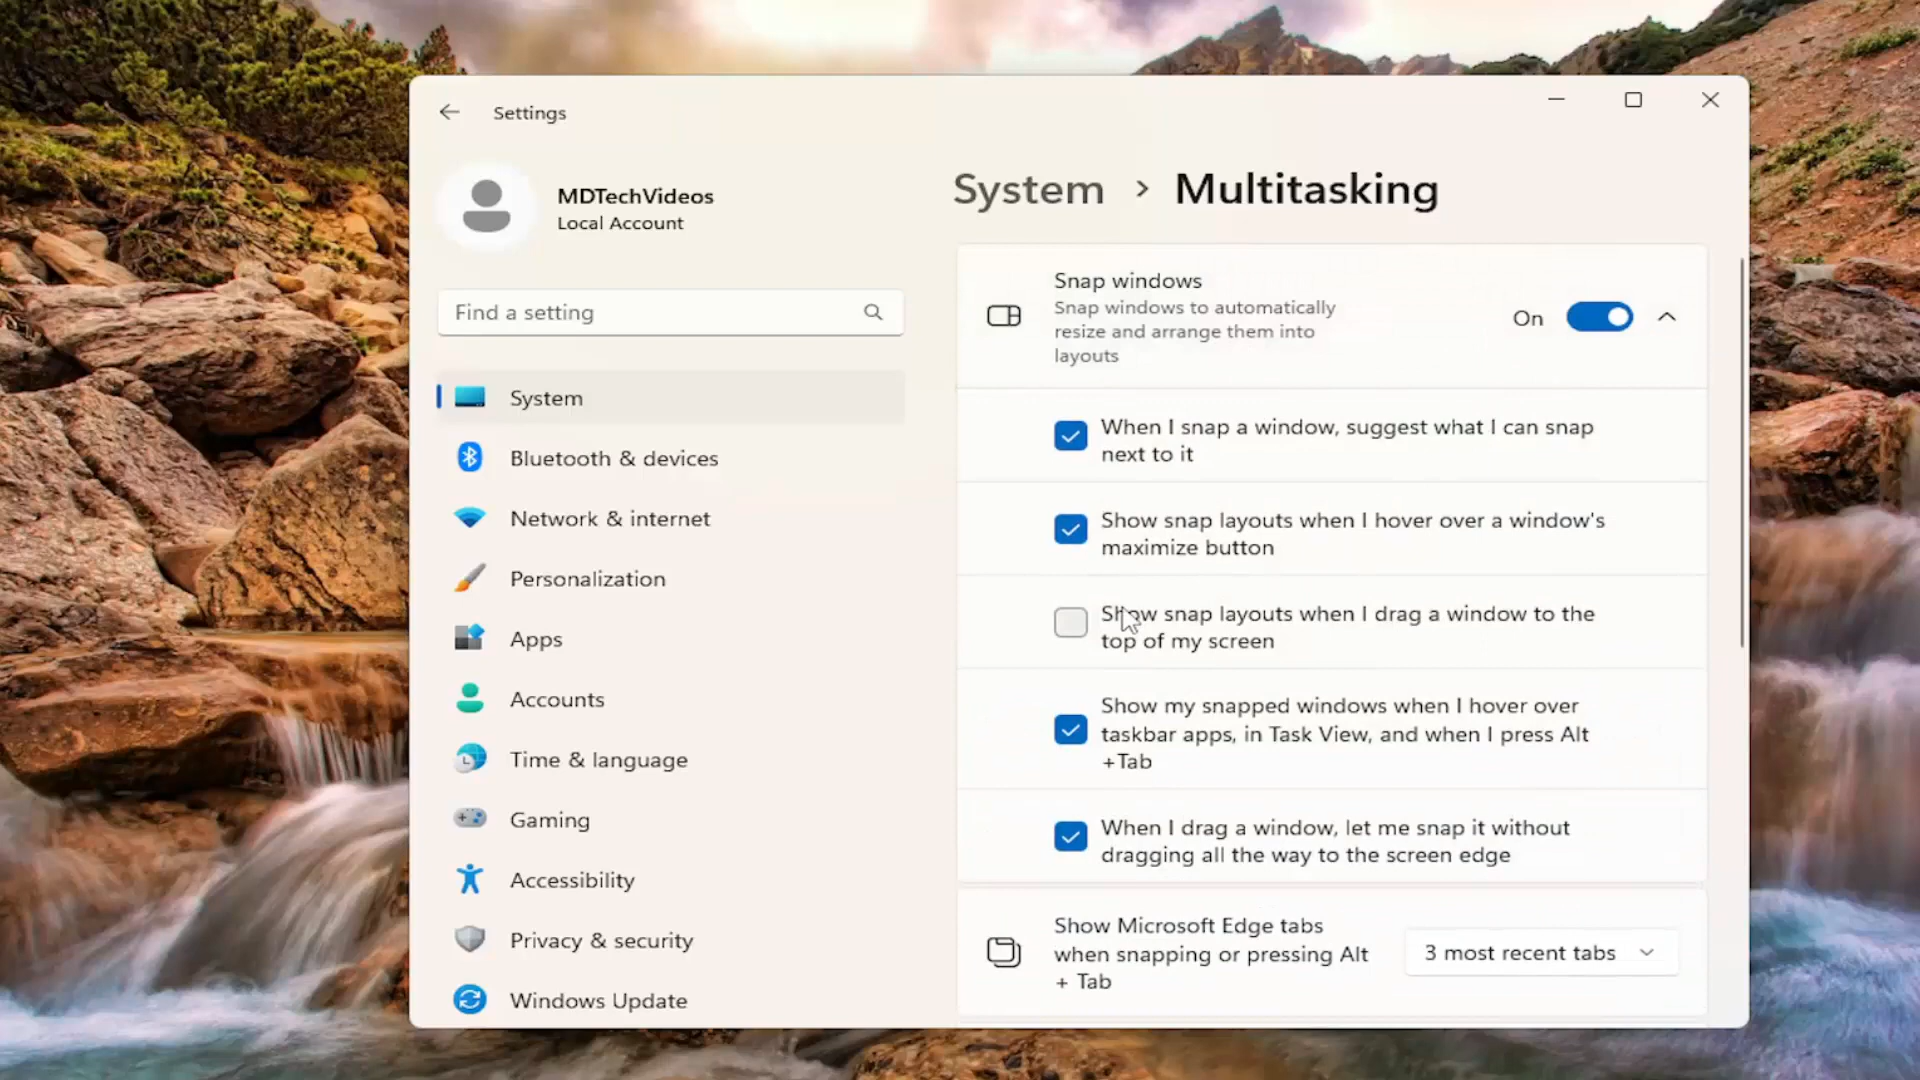 Settings
MDTechVideos
Local Account
Find a setting
System
Bluetooth & devices
Network & internet
Personalization
Apps
Accounts
Time & language
Gaming
Accessibility
Privacy & security
Windows Update
System > Multitasking
Snap windows
Snap windows to automatically
resize and arrange them into
layouts
On
When I snap a window, suggest what I can snap
next to it
Show snap layouts when I hover over a window's
maximize button
Show snap layouts when I drag a window to the
top of my screen
Show my snapped windows when I hover over
taskbar apps, in Task View, and when I press Alt
+Tab
When I drag a window, let me snap it without
dragging all the way to the screen edge
Show Microsoft Edge tabs
when snapping or pressing Alt
+ Tab
3 most recent tabs